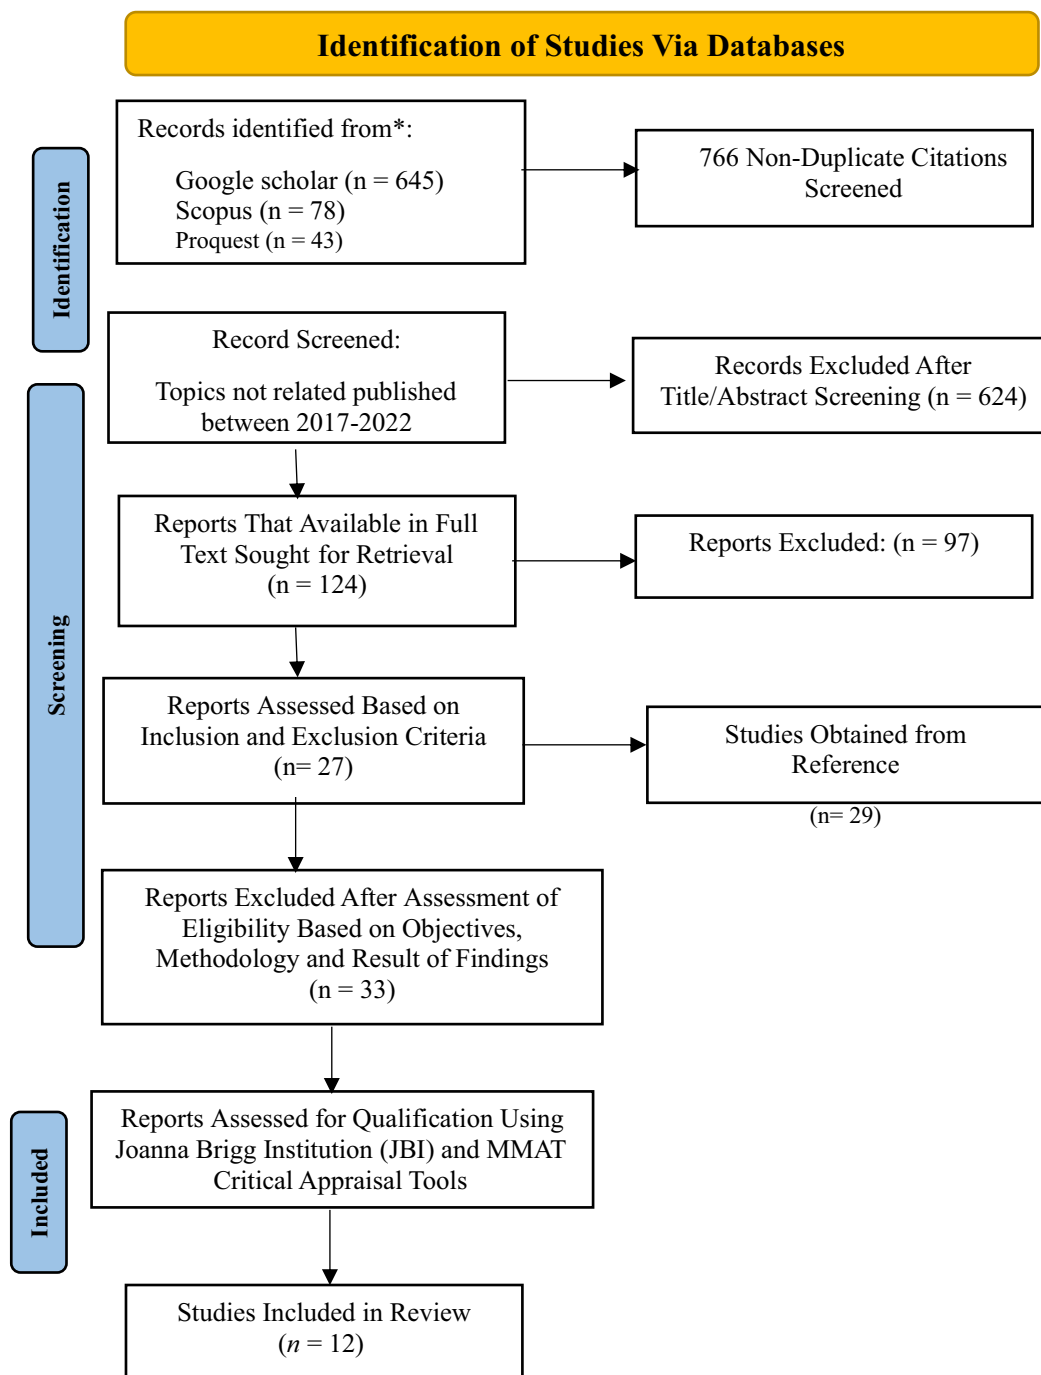 Identification of Studies Via Databases
Records identified from*:
Google scholar (n = 645)
Scopus (n = 78)
Proquest (n = 43)
766 Non-Duplicate Citations
Screened
Identification
Record Screened:
Topics not related published
between 2017-2022
Records Excluded After
Title/Abstract Screening (n = 624)
Screening
Reports That Available in Full
Text Sought for Retrieval
(n = 124)
Reports Excluded: (n = 97)
Reports Assessed Based on
Inclusion and Exclusion Criteria
(n= 27)
Studies Obtained from
Reference
(n= 29)
Reports Excluded After Assessment of
Eligibility Based on Objectives,
Methodology and Result of Findings
(n = 33)
Included
Reports Assessed for Qualification Using
Joanna Brigg Institution (JBI) and MMAT
Critical Appraisal Tools
Studies Included in Review
(n = 12)